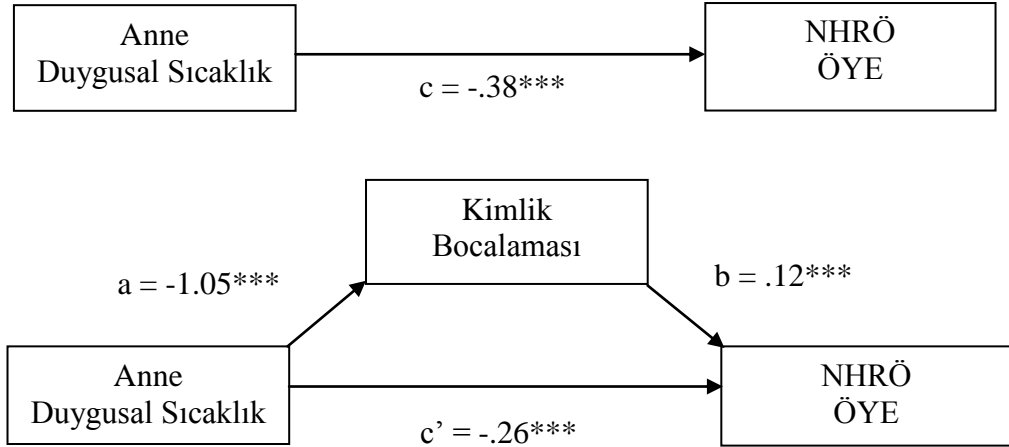 Anne
Duygusal Sıcaklık
NHRÖ
ÖYE
c = -.38***
Kimlik
Bocalaması
a = -1.05***
b = .12***
Anne
Duygusal Sıcaklık
NHRÖ
ÖYE
c’ = -.26***